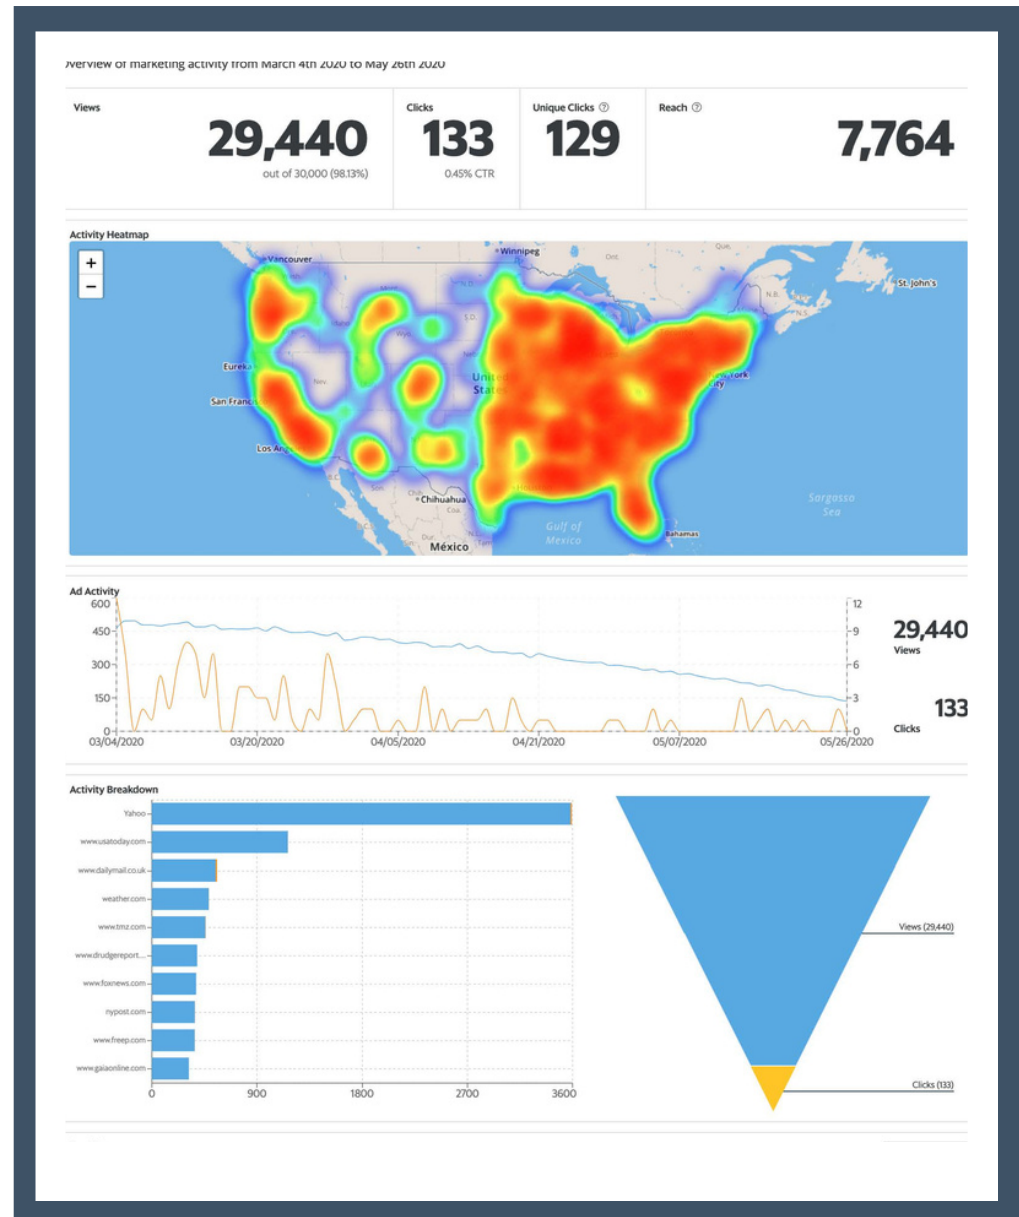 Overview of marketing activity from March 4th 2020 to May 26th 2020
Views
29,440
out of 30,000 (98.13%)
Clicks
133
0.45% CTR
Unique Clicks
129
Reach
7,764
Activity Heatmap
+
−
Vancouver
Winnipeg
Ont.
Que.
N.B.
N.S.
St. John's
N.D.
S.D.
Wyo.
Nev.
Eureka
San Franc
Los An
United
States
New York
City
B.C.
Son.
Chih.
Chihuahua
Coa.
Dur.
México
Gulf of
Mexico
Bahamas
Sargasso
Sea
Ad Activity
600
450
300
150
0
12
9
6
3
0
03/04/2020
03/20/2020
04/05/2020
04/21/2020
05/07/2020
05/26/2020
29,440
Views
133
Clicks
Activity Breakdown
Yahoo
www.usatoday.com
www.dailymail.co.uk
weather.com
www.tmz.com
www.drudgereport....
www.foxnews.com
nypost.com
www.freep.com
www.gaiaonline.com
0
900
1800
2700
3600
Views (29,440)
Clicks (133)